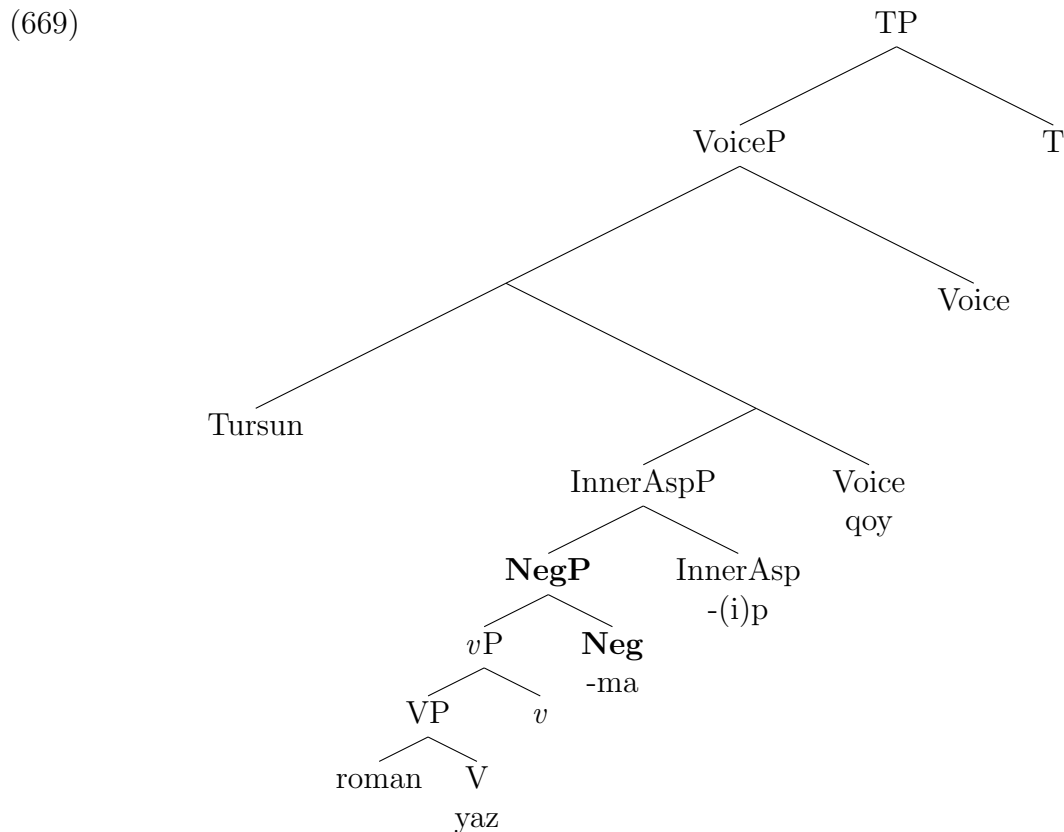 (669)
TP
VoiceP T
Voice
Tursun
InnerAspP Voice
qoy
NegP InnerAsp
-(i)p
vP Neg
-ma
VP v
roman V
yaz